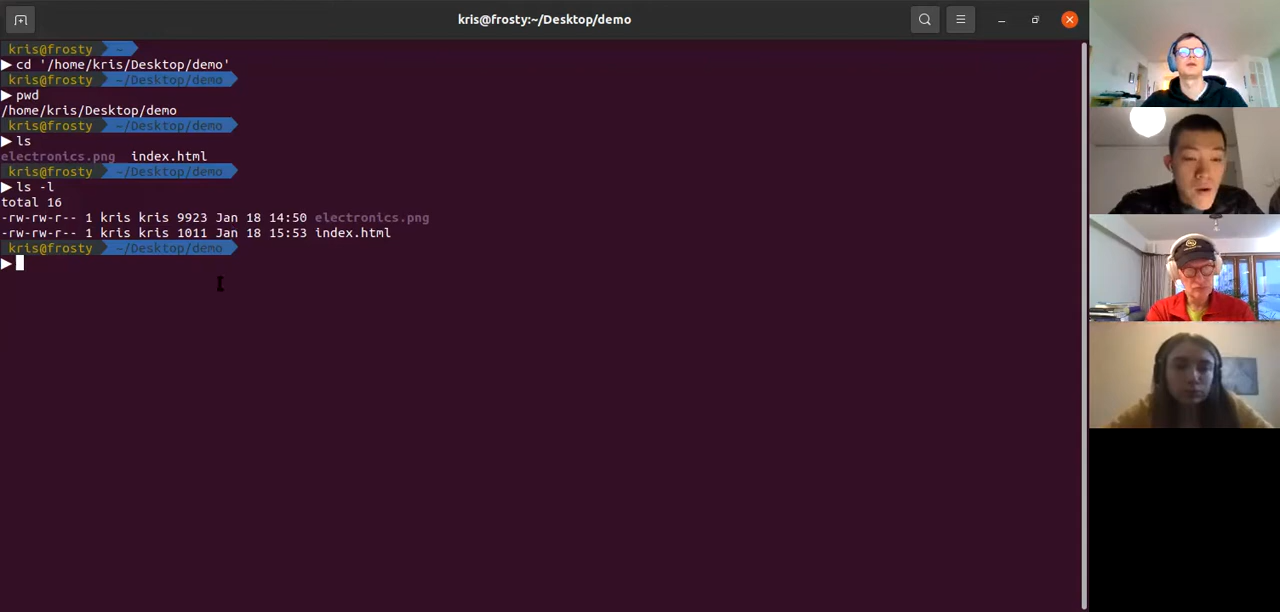 kris@frosty:~/Desktop/demo
kris@frosty ~
▶ cd '/home/kris/Desktop/demo'
kris@frosty ~/Desktop/demo
▶ pwd
/home/kris/Desktop/demo
kris@frosty ~/Desktop/demo
▶ ls
electronics.png  index.html
kris@frosty ~/Desktop/demo
▶ ls -l
total 16
-rw-rw-r-- 1 kris kris 9923 Jan 18 14:50 electronics.png
-rw-rw-r-- 1 kris kris 1011 Jan 18 15:53 index.html
kris@frosty ~/Desktop/demo
▶